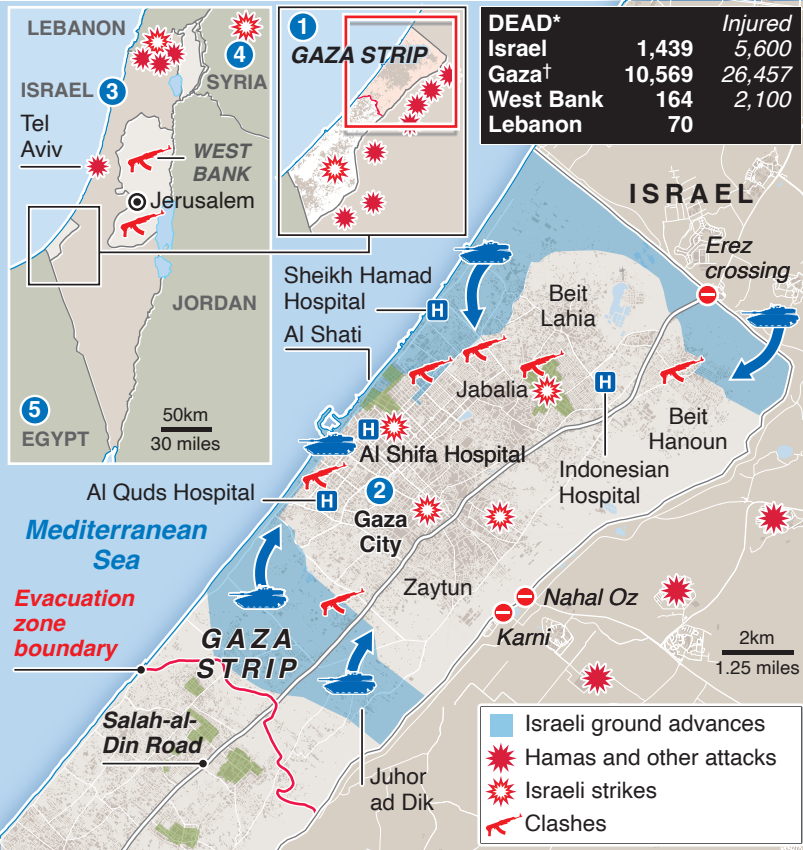 LEBANON
4
SYRIA
ISRAEL 3
Tel
Aviv
WEST
BANK
Jerusalem
JORDAN
5
EGYPT
50km
30 miles
1
GAZA STRIP
DEAD* Injured
Israel 1,439 5,600
Gaza† 10,569 26,457
West Bank 164 2,100
Lebanon 70
ISRAEL
Erez
crossing
Sheikh Hamad
Hospital
H
Al Shati
Beit
Lahia
Jabalia
H
Beit
Hanoun
H
Al Shifa Hospital
Indonesian
Hospital
Al Quds Hospital
H
2
Gaza
City
Mediterranean
Sea
Zaytun
Evacuation
zone
boundary
Nahal Oz
Karni
GAZA
STRIP
2km
1.25 miles
Salah-al-
Din Road
Juhor
ad Dik
Israeli ground advances
Hamas and other attacks
Israeli strikes
Clashes